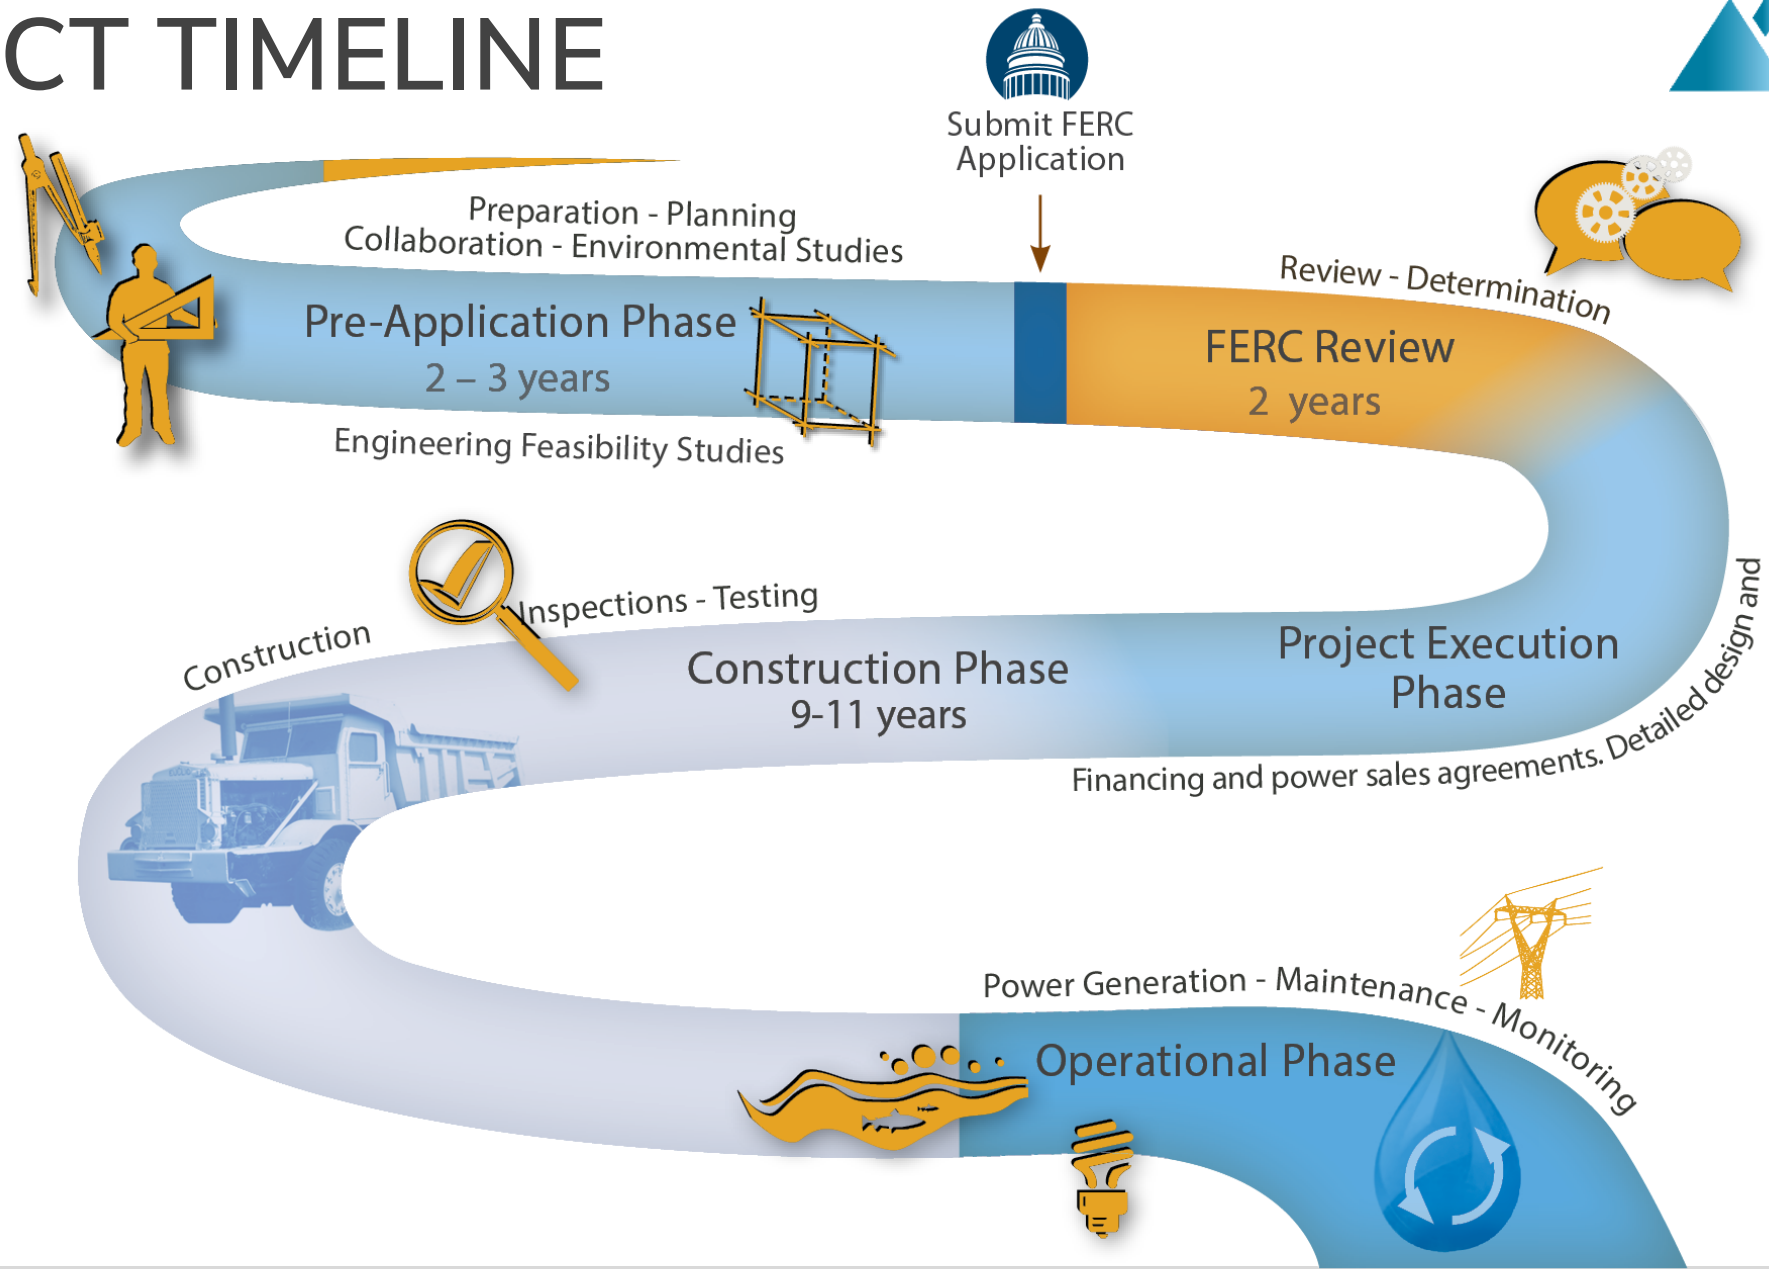 CT TIMELINE
Submit FERC
Application
Preparation - Planning
Collaboration - Environmental Studies
Pre-Application Phase
2 – 3 years
Engineering Feasibility Studies
Review - Determination
FERC Review
2 years
Project Execution
Phase
Financing and power sales agreements. Detailed design and
Inspections - Testing
Construction
Construction Phase
9-11 years
Power Generation - Maintenance - Monitoring
Operational Phase